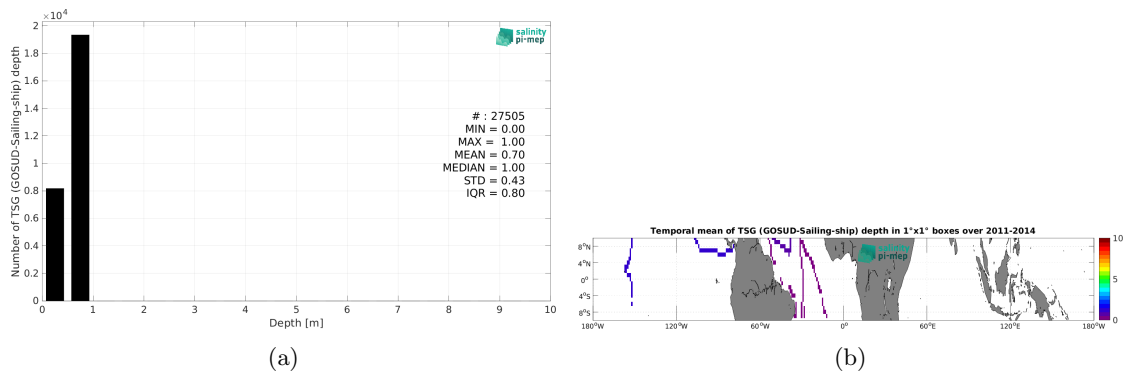 ×10⁴
2
1.8
1.6
1.4
1.2
1
0.8
0.6
0.4
0.2
0
Number of TSG (GOSUD-Sailing-ship) depth
0 1 2 3 4 5 6 7 8 9 10
Depth [m]
salinity
pi-mep
# : 27505
MIN = 0.00
MAX = 1.00
MEAN = 0.70
MEDIAN = 1.00
STD = 0.43
IQR = 0.80
(a)
Temporal mean of TSG (GOSUD-Sailing-ship) depth in 1°x1° boxes over 2011-2014
salinity
pi-mep
8°N
4°N
0°
4°S
8°S
180°W 120°W 60°W 0° 60°E 120°E 180°W
10
5
0
(b)